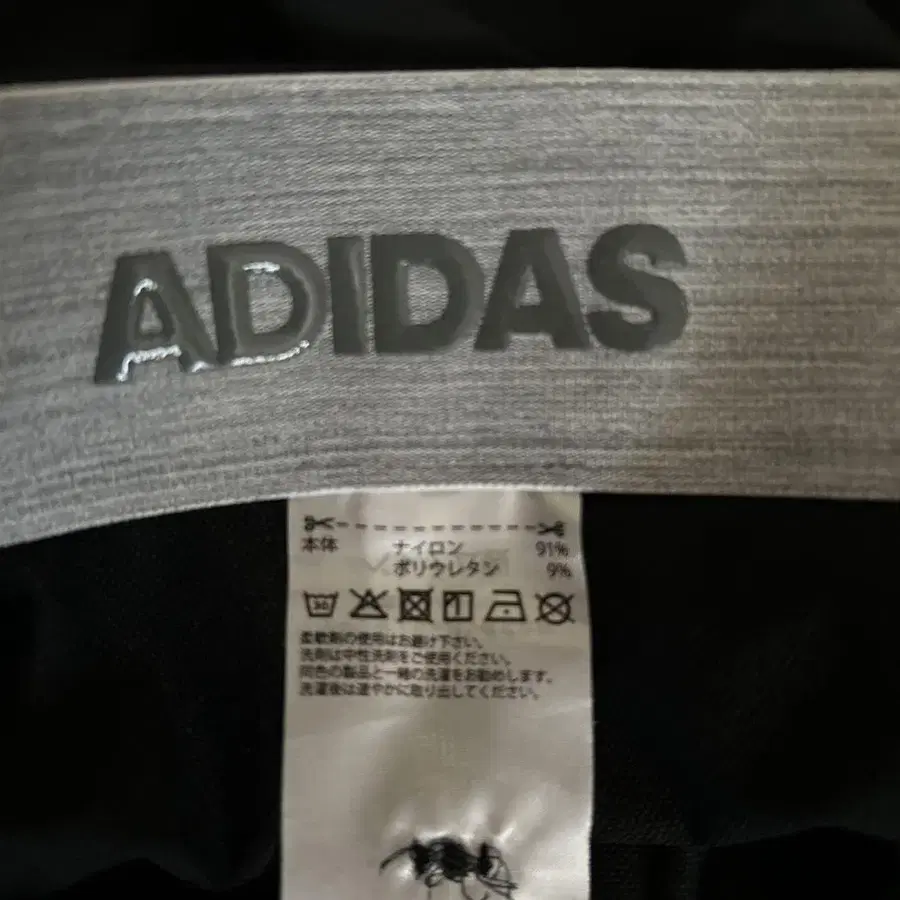 ADIDAS
本体 ナイロン 91%
ポリウレタン 9%
30
柔軟剤の使用はお避け下さい。
洗剤は中性洗剤をご使用ください。
同色の製品と一緒の洗濯をお勧めします。
洗濯後は速やかに取り出してください。